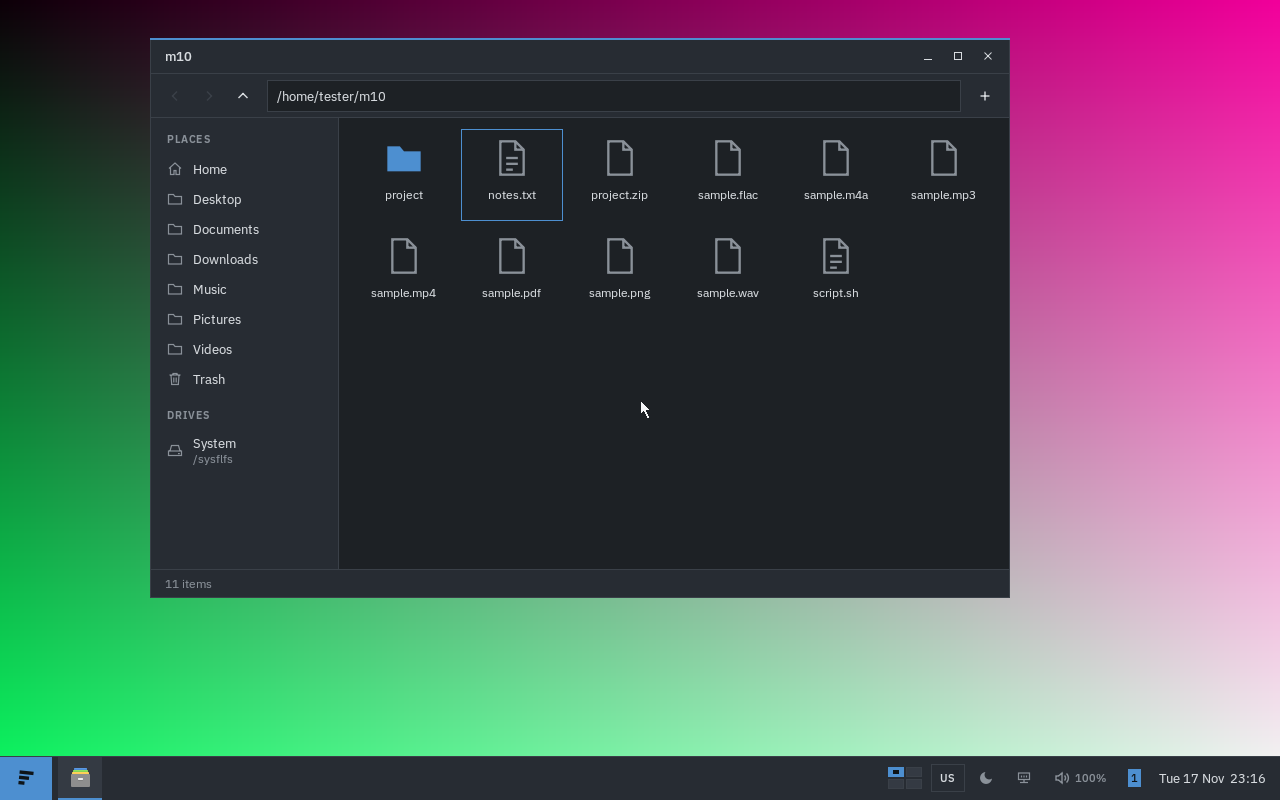 m10
/home/tester/m10
PLACES
Home
Desktop
Documents
Downloads
Music
Pictures
Videos
Trash
DRIVES
System
/sysflfs
project
notes.txt
project.zip
sample.flac
sample.m4a
sample.mp3
sample.mp4
sample.pdf
sample.png
sample.wav
script.sh
11 items
US
100%
1
Tue 17 Nov 23:16